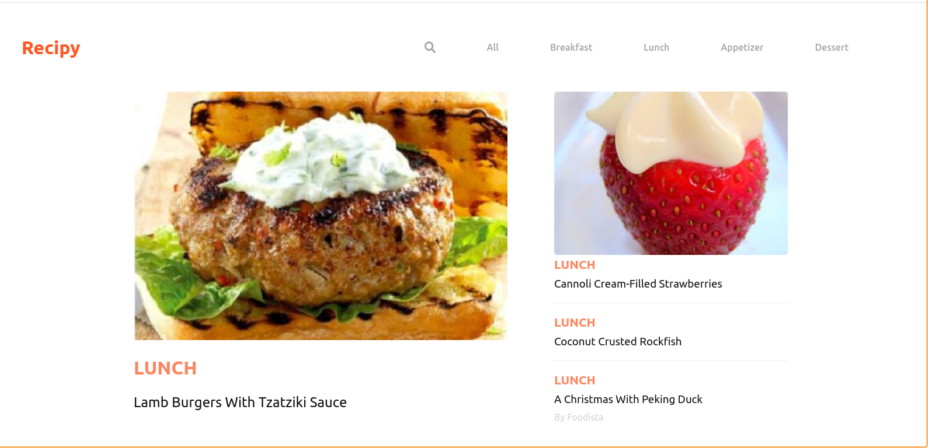 Recipy
All
Breakfast
Lunch
Appetizer
Dessert
LUNCH
Lamb Burgers With Tzatziki Sauce
LUNCH
Cannoli Cream-Filled Strawberries
LUNCH
Coconut Crusted Rockfish
LUNCH
A Christmas With Peking Duck
By Foodista